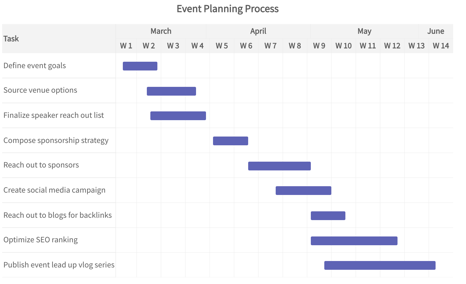 Event Planning Process
Task March April May June
W 1 W 2 W 3 W 4 W 5 W 6 W 7 W 8 W 9 W 10 W 11 W 12 W 13 W 14
Define event goals
Source venue options
Finalize speaker reach out list
Compose sponsorship strategy
Reach out to sponsors
Create social media campaign
Reach out to blogs for backlinks
Optimize SEO ranking
Publish event lead up vlog series